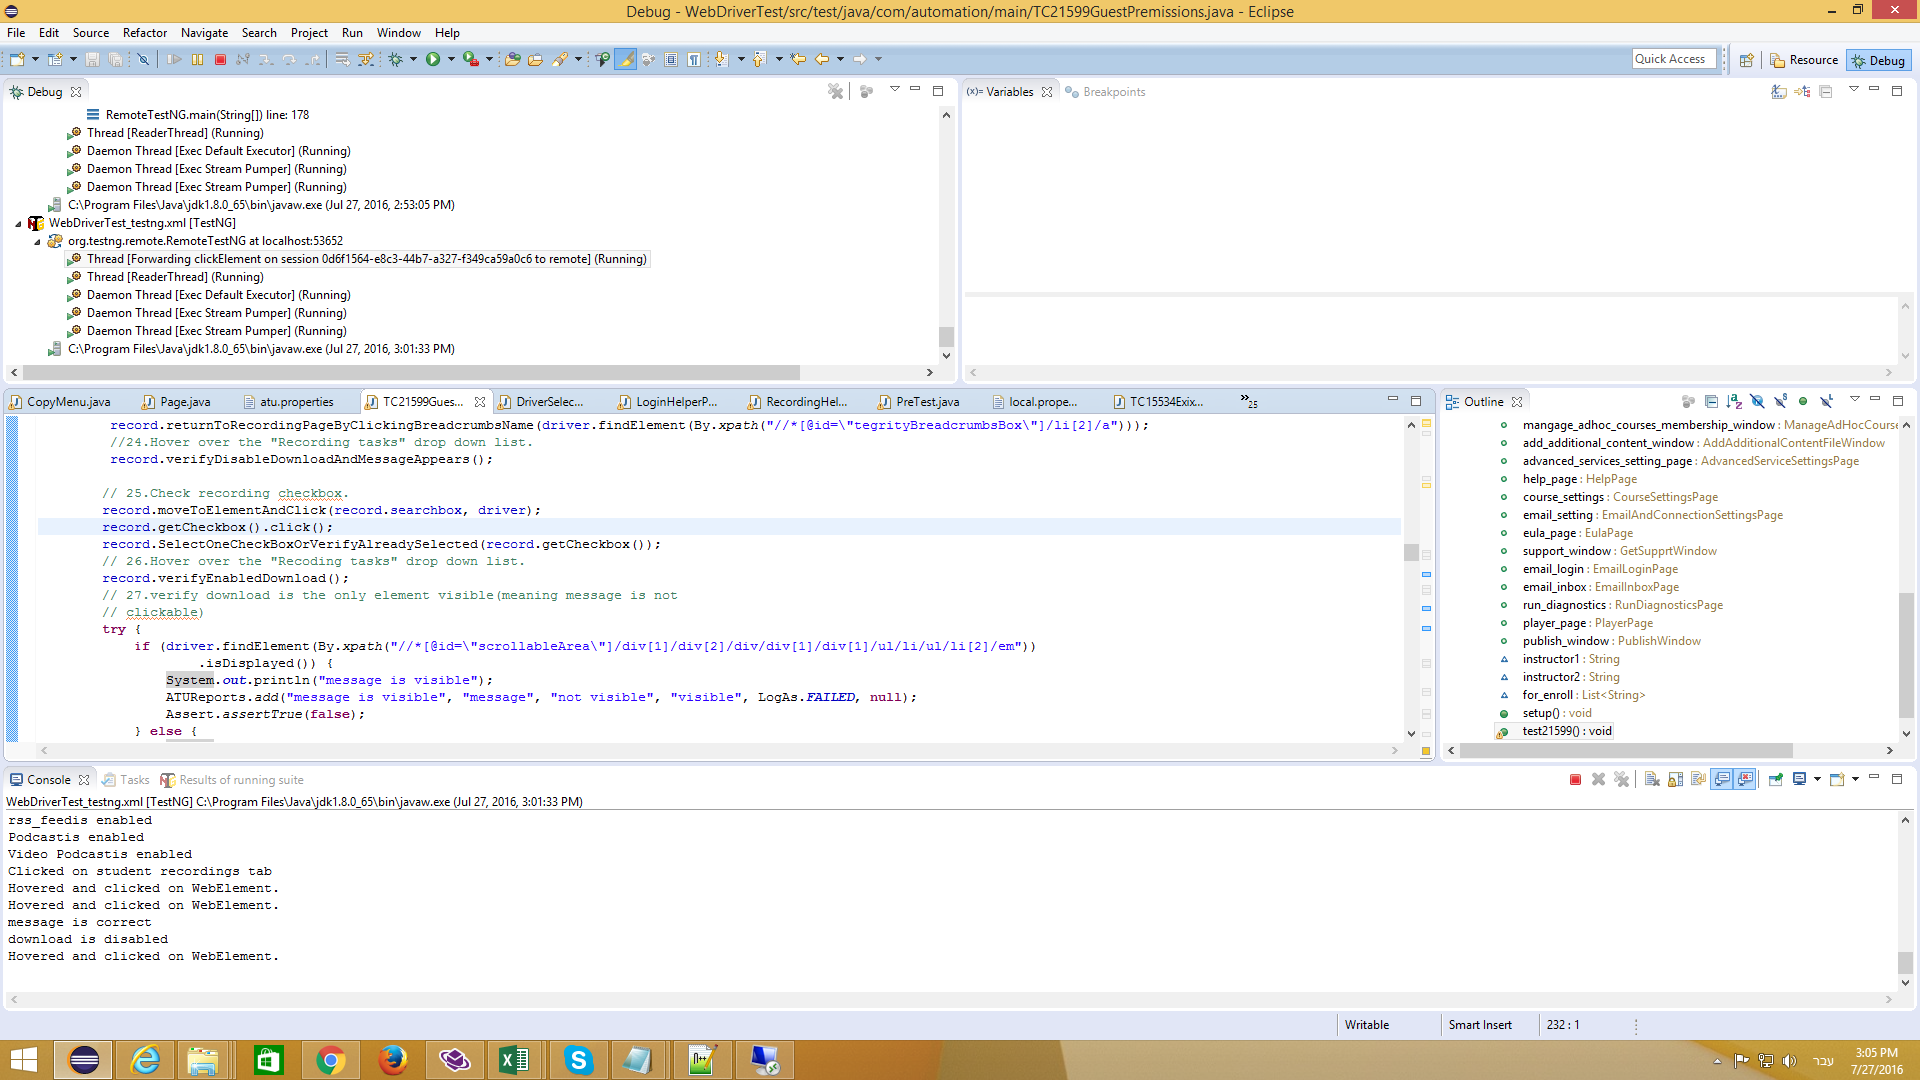 Debug - WebDriverTest/src/test/java/com/automation/main/TC21599GuestPremissions.java - Eclipse
File Edit Source Refactor Navigate Search Project Run Window Help
Quick Access
Resource
Debug
Debug
RemoteTestNG.main(String[]) line: 178
Thread [ReaderThread] (Running)
Daemon Thread [Exec Default Executor] (Running)
Daemon Thread [Exec Stream Pumper] (Running)
Daemon Thread [Exec Stream Pumper] (Running)
C:\Program Files\Java\jdk1.8.0_65\bin\javaw.exe (Jul 27, 2016, 2:53:05 PM)
WebDriverTest_testng.xml [TestNG]
org.testng.remote.RemoteTestNG at localhost:53652
Thread [Forwarding clickElement on session 0d6f1564-e8c3-44b7-a327-f349ca59a0c6 to remote] (Running)
Thread [ReaderThread] (Running)
Daemon Thread [Exec Default Executor] (Running)
Daemon Thread [Exec Stream Pumper] (Running)
Daemon Thread [Exec Stream Pumper] (Running)
C:\Program Files\Java\jdk1.8.0_65\bin\javaw.exe (Jul 27, 2016, 3:01:33 PM)
(x)= Variables
Breakpoints
CopyMenu.java Page.java atu.properties TC21599Gues... DriverSelec... LoginHelperP... RecordingHel... PreTest.java local.prope... TC15534Exix... »25
record.returnToRecordingPageByClickingBreadcrumbsName(driver.findElement(By.xpath("//*[@id=\"tegrityBreadcrumbsBox\"]/li[2]/a")));
//24.Hover over the "Recording tasks" drop down list.
record.verifyDisableDownloadAndMessageAppears();
// 25.Check recording checkbox.
record.moveToElementAndClick(record.searchbox, driver);
record.getCheckbox().click();
record.SelectOneCheckBoxOrVerifyAlreadySelected(record.getCheckbox());
// 26.Hover over the "Recoding tasks" drop down list.
record.verifyEnabledDownload();
// 27.verify download is the only element visible(meaning message is not
// clickable)
try {
if (driver.findElement(By.xpath("//*[@id=\"scrollableArea\"]/div[1]/div[2]/div/div[1]/div[1]/ul/li/ul/li[2]/em"))
.isDisplayed()) {
System.out.println("message is visible");
ATUReports.add("message is visible", "message", "not visible", "visible", LogAs.FAILED, null);
Assert.assertTrue(false);
} else {
Outline
mangage_adhoc_courses_membership_window : ManageAdHocCourse
add_additional_content_window : AddAdditionalContentFileWindow
advanced_services_setting_page : AdvancedServiceSettingsPage
help_page : HelpPage
course_settings : CourseSettingsPage
email_setting : EmailAndConnectionSettingsPage
eula_page : EulaPage
support_window : GetSupprtWindow
email_login : EmailLoginPage
email_inbox : EmailInboxPage
run_diagnostics : RunDiagnosticsPage
player_page : PlayerPage
publish_window : PublishWindow
instructor1 : String
instructor2 : String
for_enroll : List<String>
setup() : void
test21599() : void
Console
Tasks
Results of running suite
WebDriverTest_testng.xml [TestNG] C:\Program Files\Java\jdk1.8.0_65\bin\javaw.exe (Jul 27, 2016, 3:01:33 PM)
rss_feedis enabled
Podcastis enabled
Video Podcastis enabled
Clicked on student recordings tab
Hovered and clicked on WebElement.
Hovered and clicked on WebElement.
message is correct
download is disabled
Hovered and clicked on WebElement.
Writable
Smart Insert
232 : 1
עבר
3:05 PM
7/27/2016